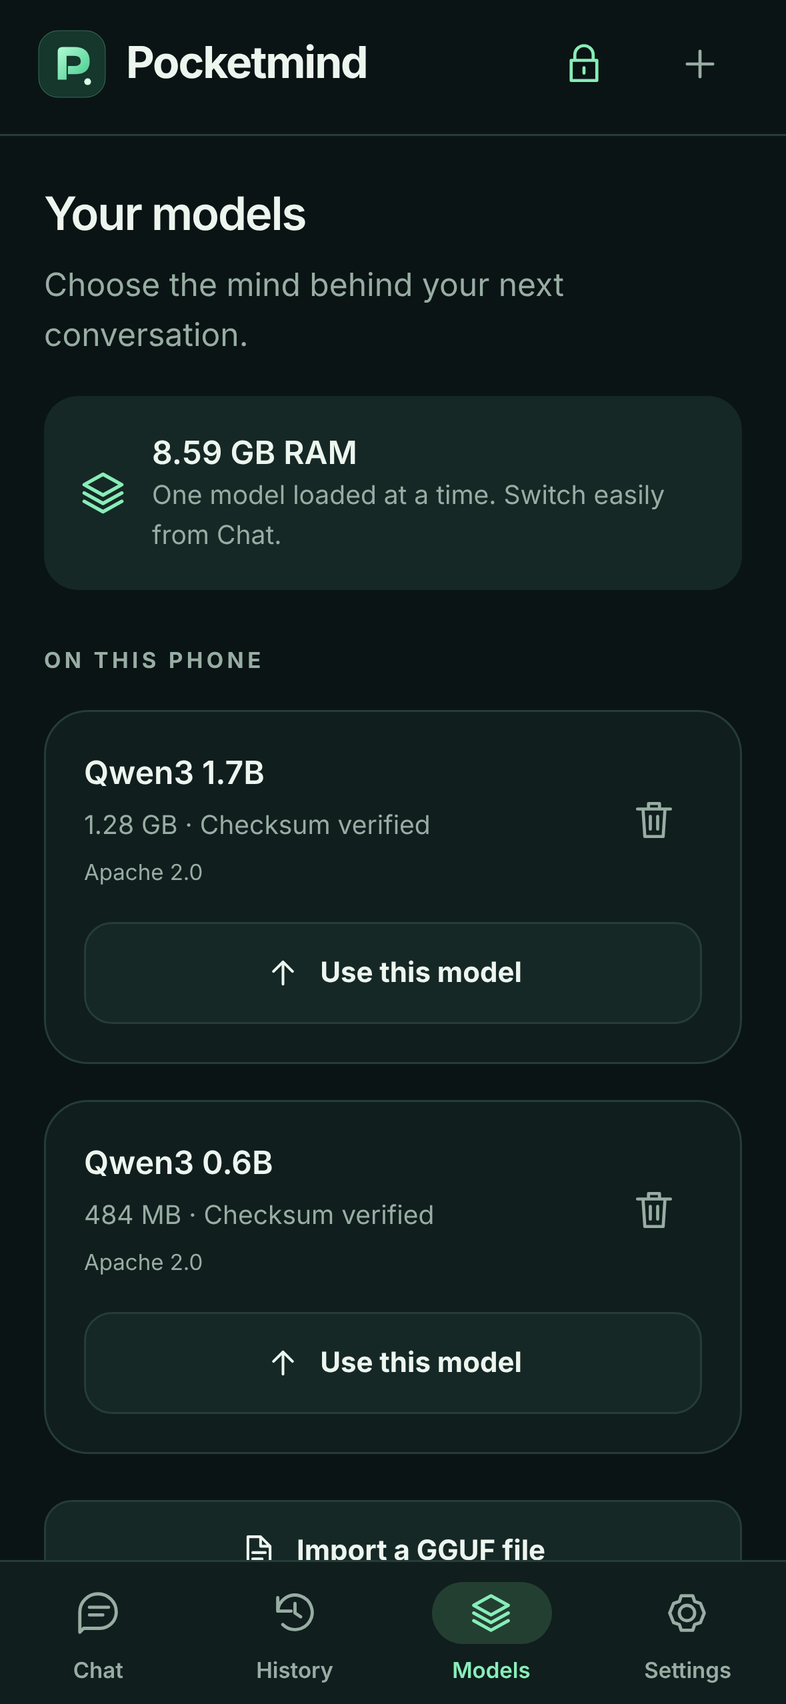 Pocketmind
Your models
Choose the mind behind your next
conversation.
8.59 GB RAM
One model loaded at a time. Switch easily
from Chat.
ON THIS PHONE
Qwen3 1.7B
1.28 GB · Checksum verified
Apache 2.0
Use this model
Qwen3 0.6B
484 MB · Checksum verified
Apache 2.0
Use this model
Import a GGUF file
Chat
History
Models
Settings